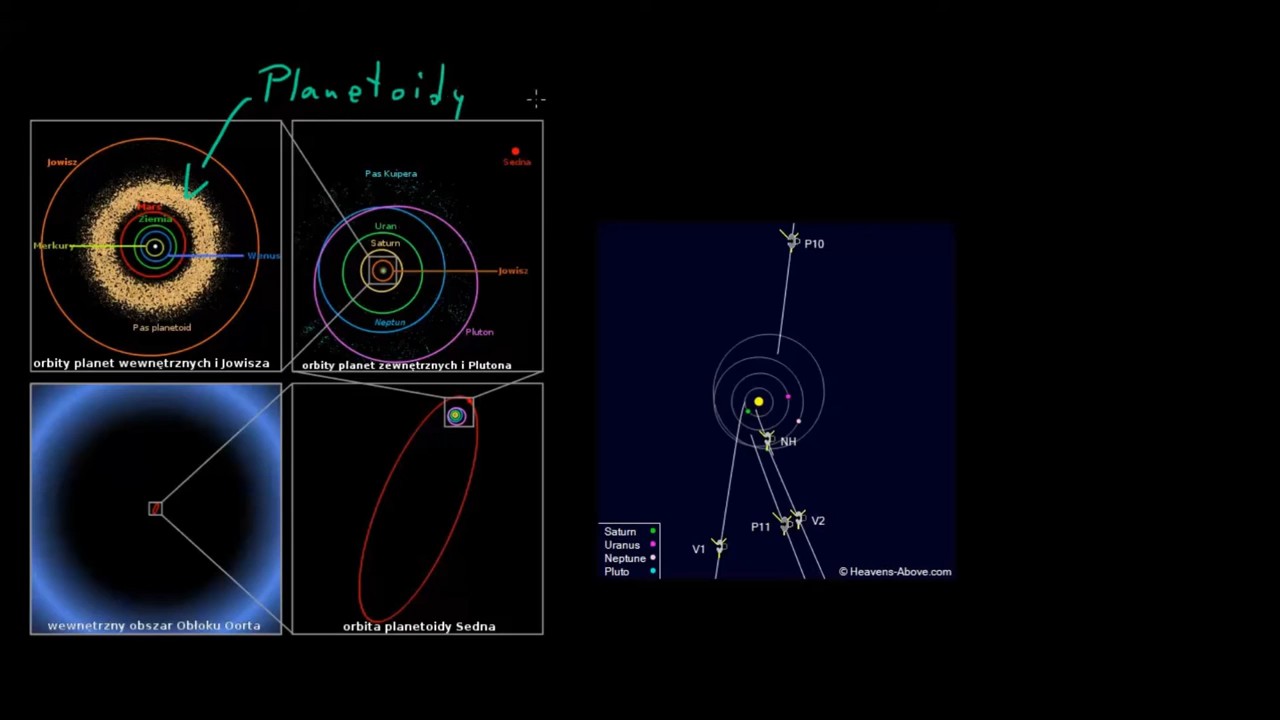 Planetoidy
Jowisz
Mars
Ziemia
Merkury
Wenus
Pas planetoid
orbity planet wewnętrznych i Jowisza
Sedna
Pas Kuipera
Uran
Saturn
Jowisz
Neptun
Pluton
orbity planet zewnętrznych i Plutona
wewnętrzny obszar Obłoku Oorta
orbita planetoidy Sedna
P10
NH
P11
V2
V1
Saturn
Uranus
Neptune
Pluto
© Heavens-Above.com